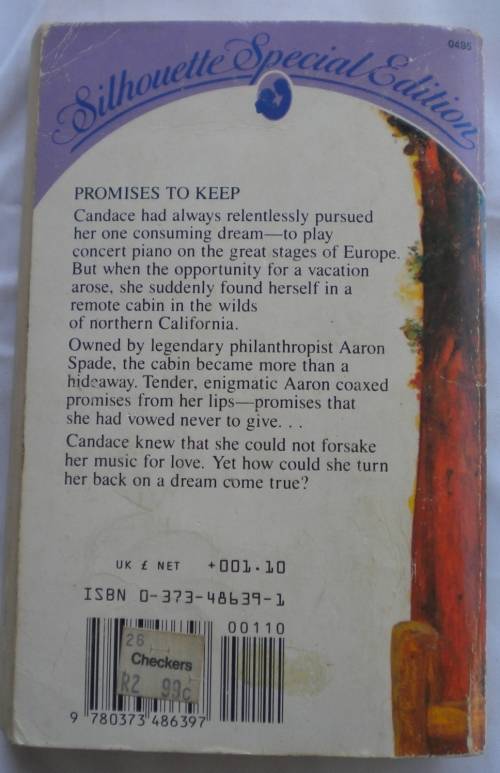 0485
Silhouette Special Edition
PROMISES TO KEEP
Candace had always relentlessly pursued
her one consuming dream—to play
concert piano on the great stages of Europe.
But when the opportunity for a vacation
arose, she suddenly found herself in a
remote cabin in the wilds
of northern California.
Owned by legendary philanthropist Aaron
Spade, the cabin became more than a
hideaway. Tender, enigmatic Aaron coaxed
promises from her lips—promises that
she had vowed never to give. . .
Candace knew that she could not forsake
her music for love. Yet how could she turn
her back on a dream come true?
UK £ NET +001.10
ISBN 0-373-48639-1
00110
26
Checkers
R2 99c
9 780373 486397